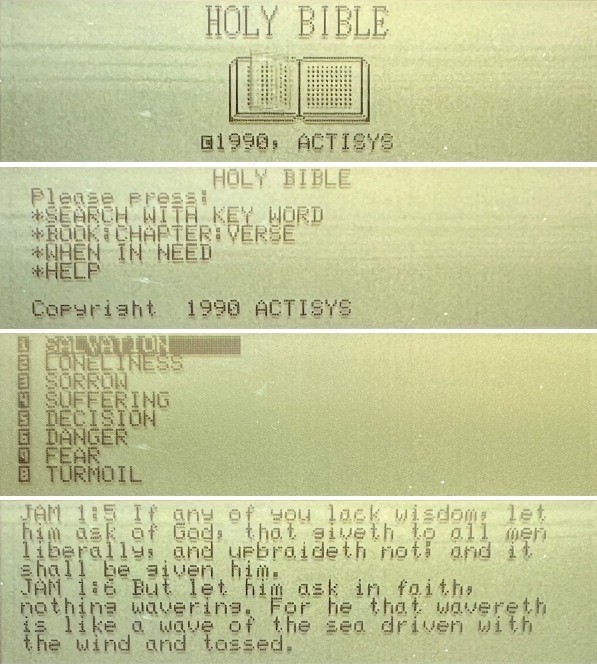 HOLY BIBLE
©1990, ACTISYS
HOLY BIBLE
Please press:
*SEARCH WITH KEY WORD
*BOOK:CHAPTER:VERSE
*WHEN IN NEED
*HELP
Copyright 1990 ACTISYS
1 SALVATION
2 LONELINESS
3 SORROW
4 SUFFERING
5 DECISION
6 DANGER
7 FEAR
8 TURMOIL
JAM 1:5 If any of you lack wisdom, let
him ask of God, that giveth to all men
liberally, and upbraideth not; and it
shall be given him.
JAM 1:6 But let him ask in faith,
nothing wavering. For he that wavereth
is like a wave of the sea driven with
the wind and tossed.